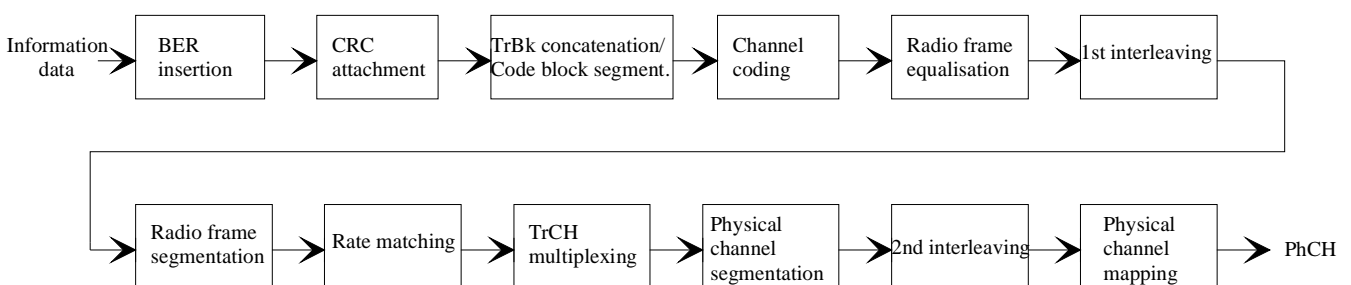 Information
data
BER
insertion
CRC
attachment
TrBk concatenation/
Code block segment.
Channel
coding
Radio frame
equalisation
1st interleaving
Radio frame
segmentation
Rate matching
TrCH
multiplexing
Physical
channel
segmentation
2nd interleaving
Physical
channel
mapping
PhCH